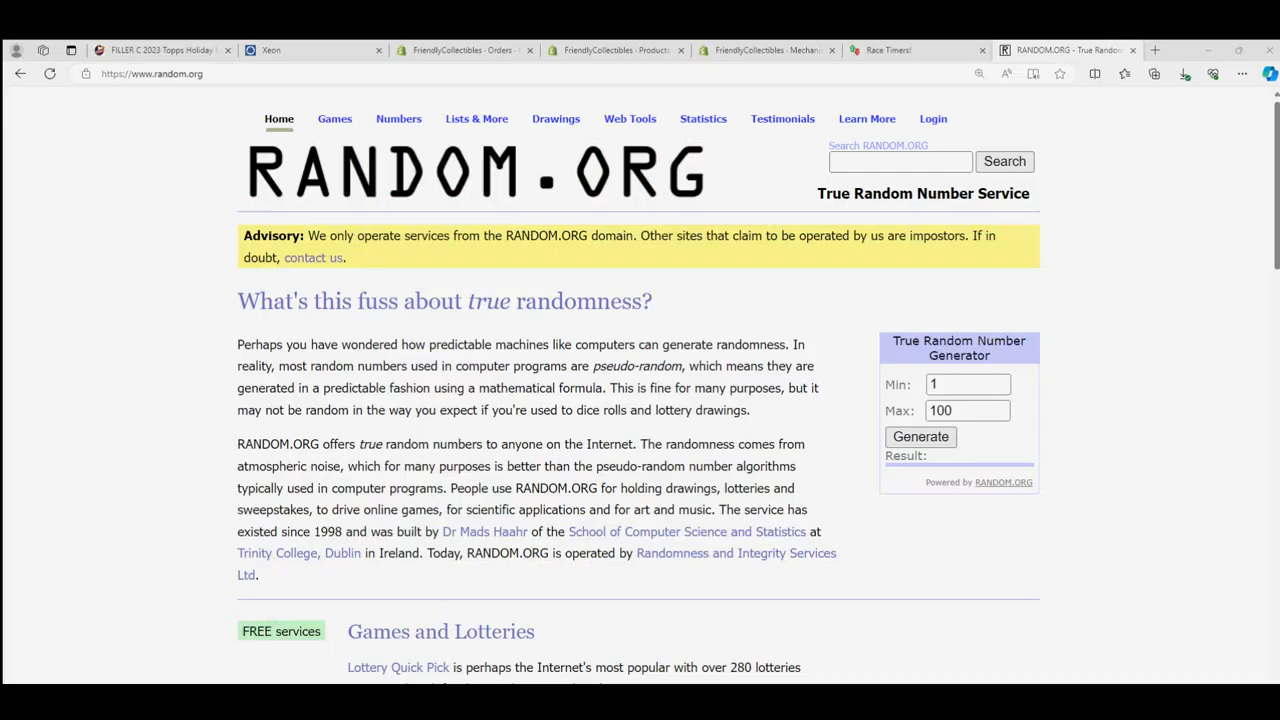 FILLER C 2023 Topps Holiday
Xeon
FriendlyCollectibles · Orders ·
FriendlyCollectibles · Products
FriendlyCollectibles · Mechani
Race Timers!
RANDOM.ORG - True Random
https://www.random.org
Home
Games
Numbers
Lists & More
Drawings
Web Tools
Statistics
Testimonials
Learn More
Login
RANDOM.ORG
Search RANDOM.ORG
Search
True Random Number Service
Advisory: We only operate services from the RANDOM.ORG domain. Other sites that claim to be operated by us are impostors. If in
doubt, contact us.
What's this fuss about true randomness?
Perhaps you have wondered how predictable machines like computers can generate randomness. In
reality, most random numbers used in computer programs are pseudo-random, which means they are
generated in a predictable fashion using a mathematical formula. This is fine for many purposes, but it
may not be random in the way you expect if you're used to dice rolls and lottery drawings.
RANDOM.ORG offers true random numbers to anyone on the Internet. The randomness comes from
atmospheric noise, which for many purposes is better than the pseudo-random number algorithms
typically used in computer programs. People use RANDOM.ORG for holding drawings, lotteries and
sweepstakes, to drive online games, for scientific applications and for art and music. The service has
existed since 1998 and was built by Dr Mads Haahr of the School of Computer Science and Statistics at
Trinity College, Dublin in Ireland. Today, RANDOM.ORG is operated by Randomness and Integrity Services
Ltd.
True Random Number
Generator
Min: 1
Max: 100
Generate
Result:
Powered by RANDOM.ORG
FREE services
Games and Lotteries
Lottery Quick Pick is perhaps the Internet's most popular with over 280 lotteries